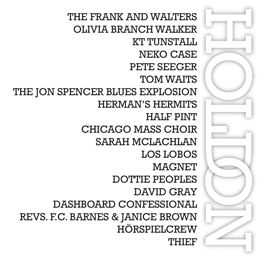 THE FRANK AND WALTERS
OLIVIA BRANCH WALKER
KT TUNSTALL
NEKO CASE
PETE SEEGER
TOM WAITS
THE JON SPENCER BLUES EXPLOSION
HERMAN'S HERMITS
HALF PINT
CHICAGO MASS CHOIR
SARAH MCLACHLAN
LOS LOBOS
MAGNET
DOTTIE PEOPLES
DAVID GRAY
DASHBOARD CONFESSIONAL
REVS. F.C. BARNES & JANICE BROWN
HÖRSPIELCREW
THIEF
HOLD ON